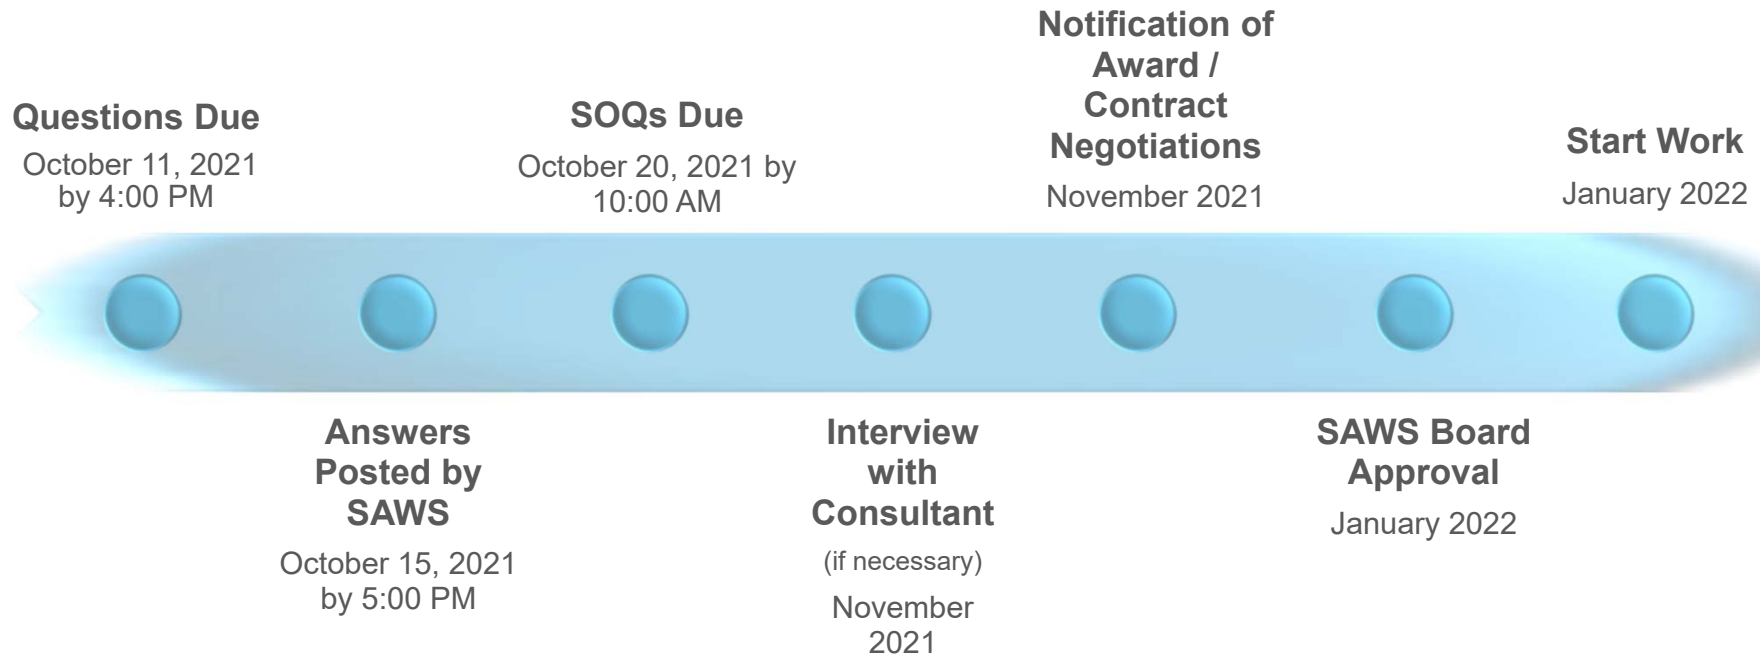 Questions Due
October 11, 2021
by 4:00 PM
Answers
Posted by
SAWS
October 15, 2021
by 5:00 PM
SOQs Due
October 20, 2021 by
10:00 AM
Interview
with
Consultant
(if necessary)
November
2021
Notification of
Award /
Contract
Negotiations
November 2021
SAWS Board
Approval
January 2022
Start Work
January 2022